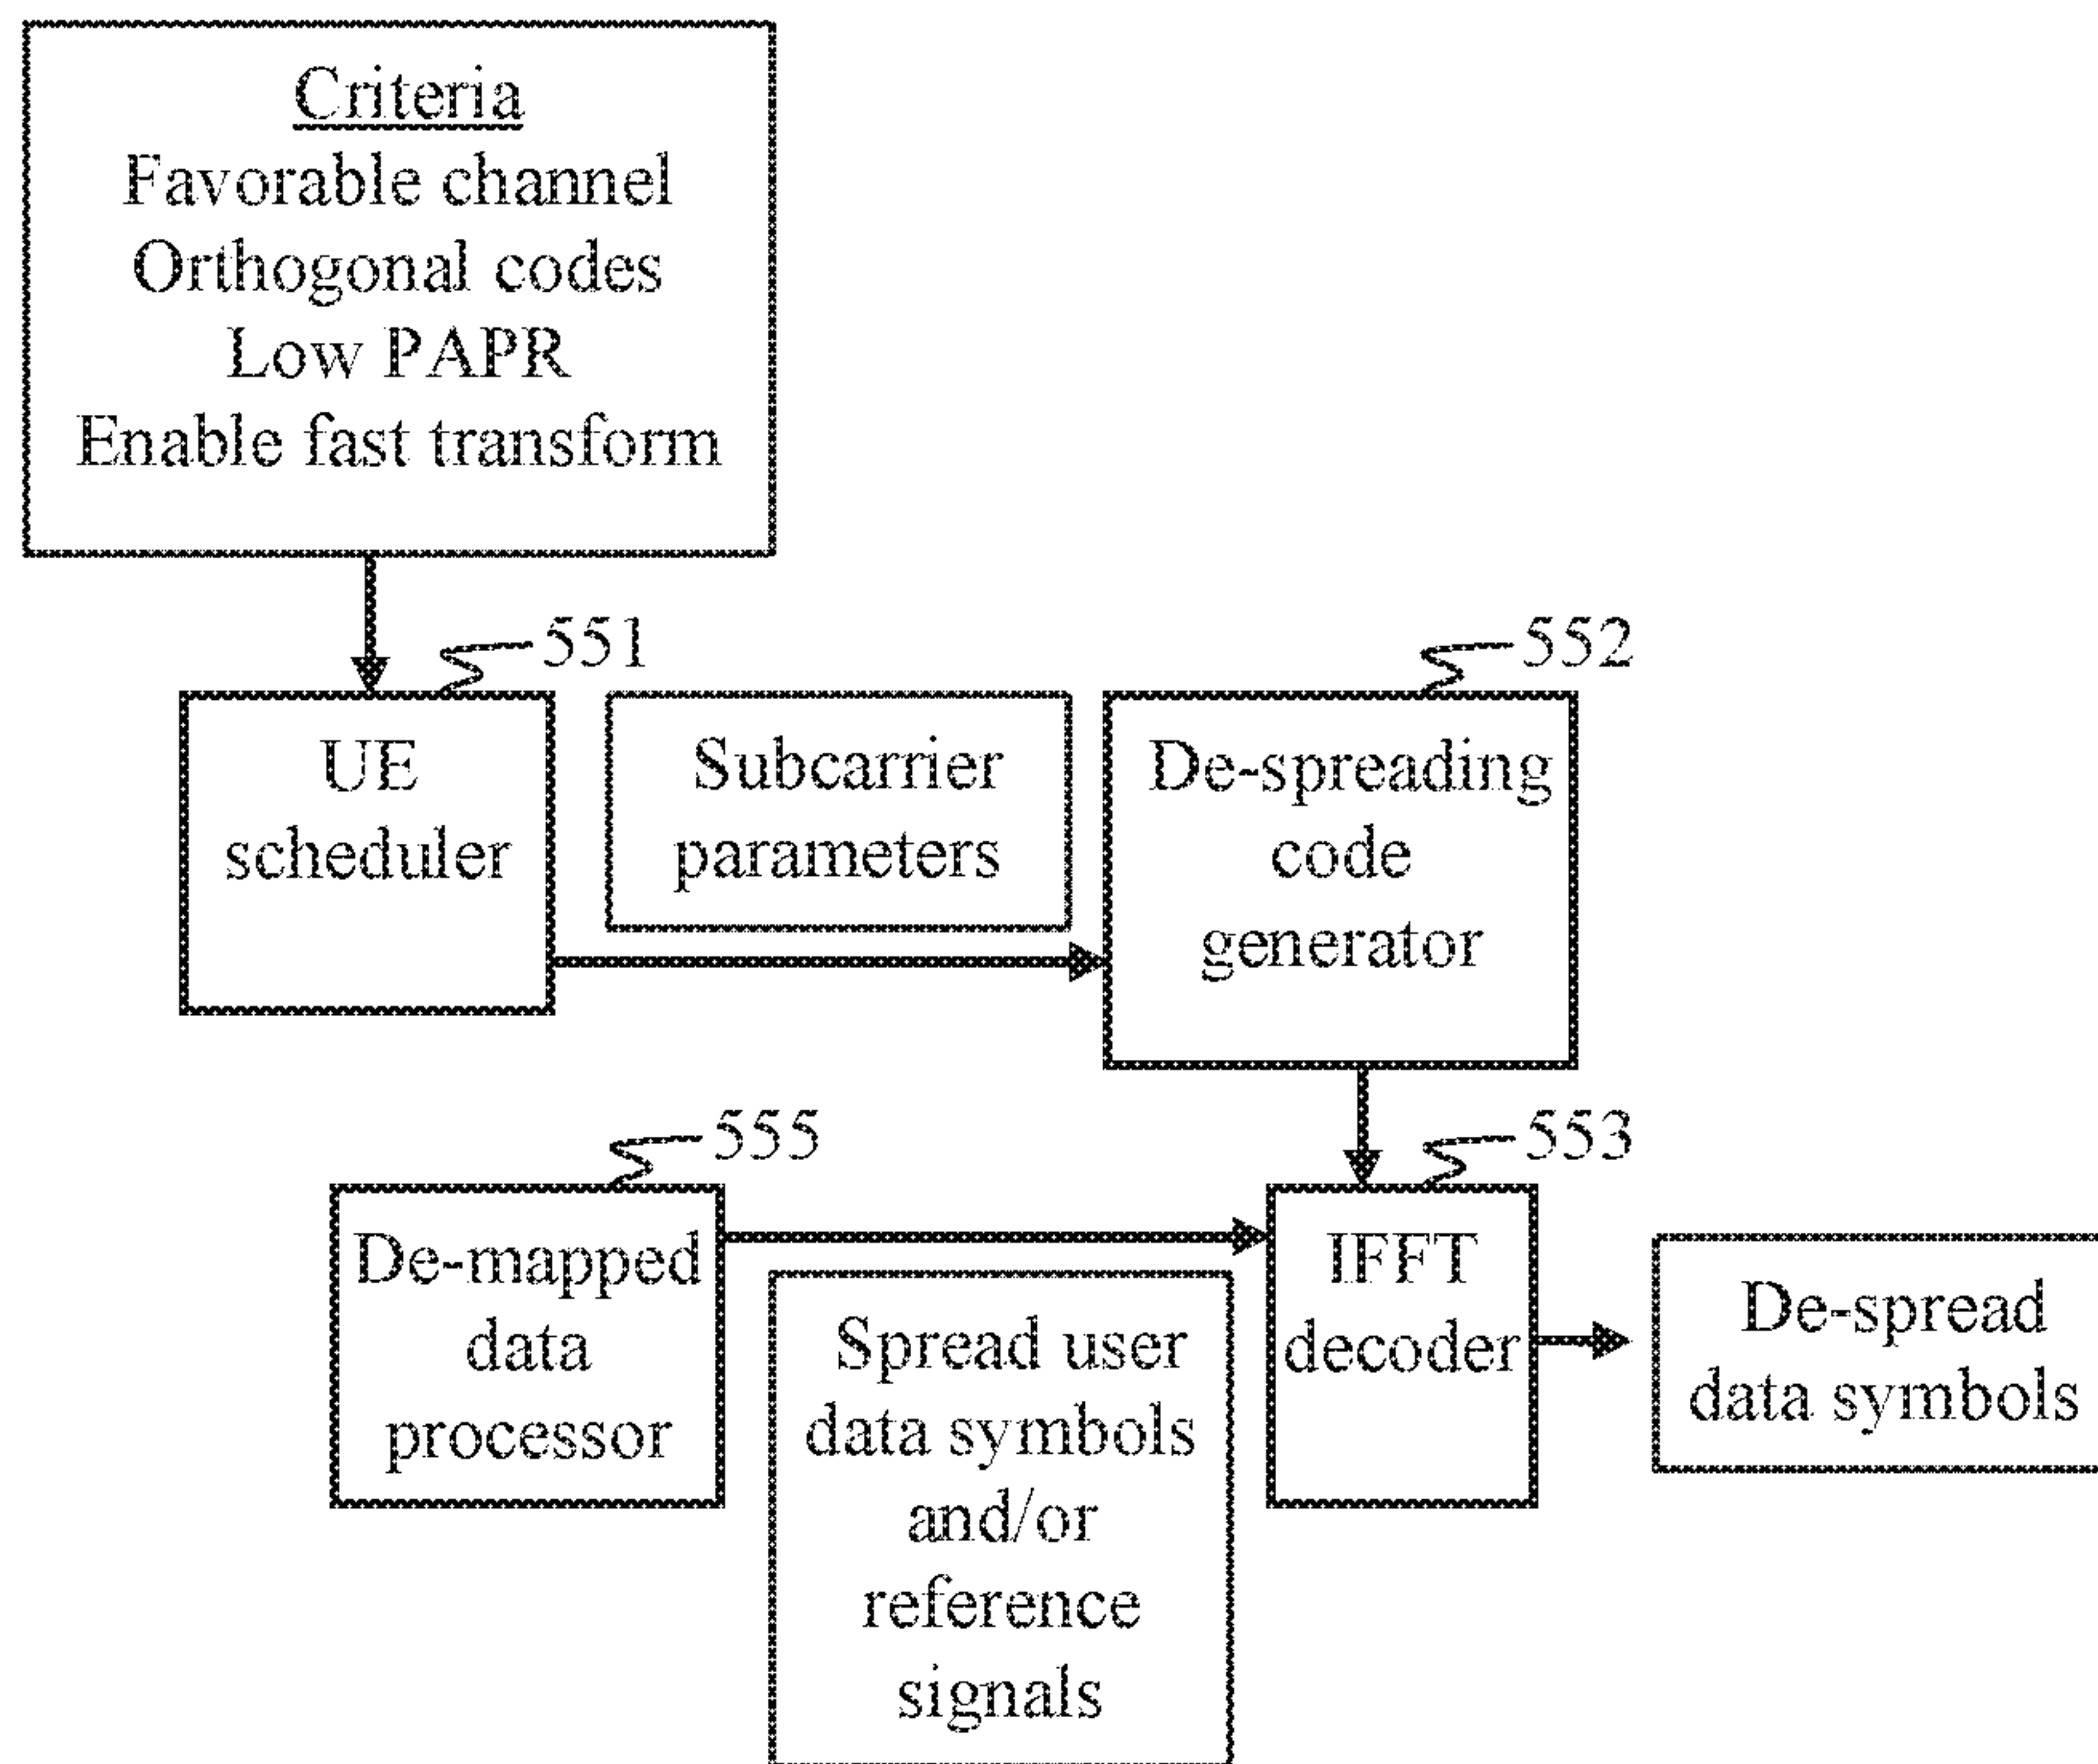 Criteria
Favorable channel
Orthogonal codes
Low PAPR
Enable fast transform
551
552
UE
scheduler
Subcarrier
parameters
De-spreading
code
generator
555
553
De-mapped
data
processor
Spread user
data symbols
and/or
reference
signals
IFFT
decoder
De-spread
data symbols